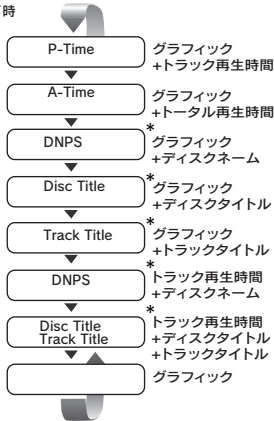 時
P-Time
グラフィック
+トラック再生時間
A-Time
グラフィック
+トータル再生時間
*
DNPS
グラフィック
+ディスクネーム
*
Disc Title
グラフィック
+ディスクタイトル
*
Track Title
グラフィック
+トラックタイトル
*
DNPS
トラック再生時間
+ディスクネーム
*
Disc Title
Track Title
トラック再生時間
+ディスクタイトル
+トラックタイトル
グラフィック